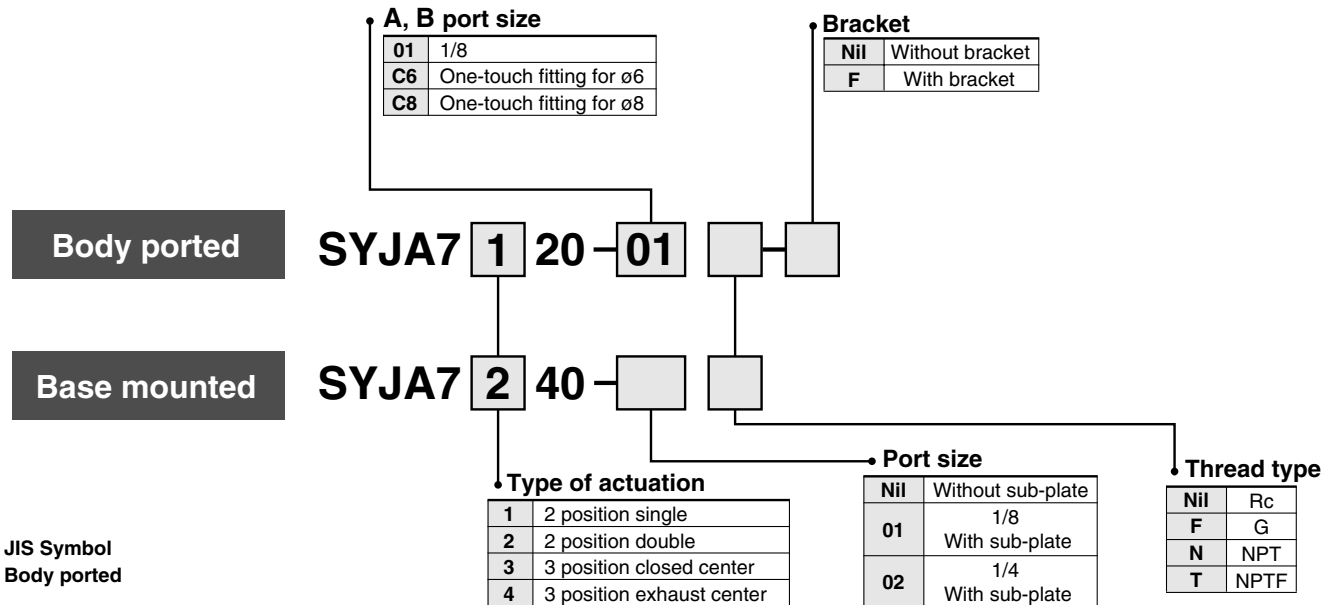 A, B port size
01 1/8
C6 One-touch fitting for ø6
C8 One-touch fitting for ø8
Bracket
Nil Without bracket
F With bracket
Body ported SYJA7 1 20 – 01 –
Base mounted SYJA7 2 40 –
Type of actuation
1 2 position single
2 2 position double
3 3 position closed center
4 3 position exhaust center
Port size
Nil Without sub-plate
01 1/8
With sub-plate
02 1/4
With sub-plate
Thread type
Nil Rc
F G
N NPT
T NPTF
JIS Symbol
Body ported